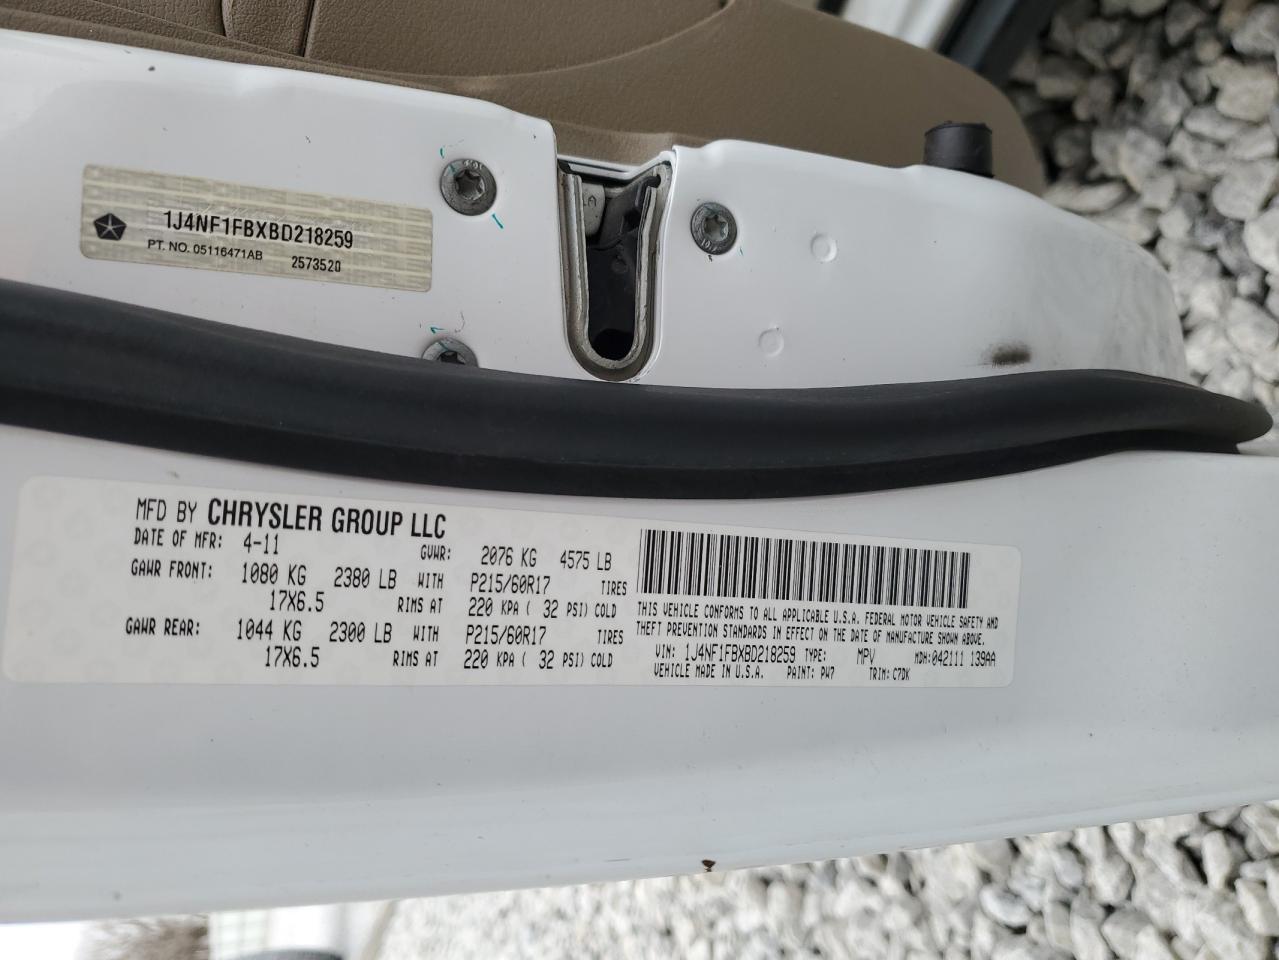 1J4NF1FBXBD218259
PT. NO. 05116471AB 2573520
MFD BY CHRYSLER GROUP LLC
DATE OF MFR: 4-11 GVWR: 2076 KG 4575 LB
GAWR FRONT: 1080 KG 2380 LB WITH P215/60R17 TIRES
17X6.5 RIMS AT 220 KPA ( 32 PSI) COLD
GAWR REAR: 1044 KG 2300 LB WITH P215/60R17 TIRES
17X6.5 RIMS AT 220 KPA ( 32 PSI) COLD
THIS VEHICLE CONFORMS TO ALL APPLICABLE U.S.A. FEDERAL MOTOR VEHICLE SAFETY AND
THEFT PREVENTION STANDARDS IN EFFECT ON THE DATE OF MANUFACTURE SHOWN ABOVE.
VIN: 1J4NF1FBXBD218259 TYPE: MPV MDH:042111 139AA
VEHICLE MADE IN U.S.A. PAINT: PW7 TRIM: C7DK